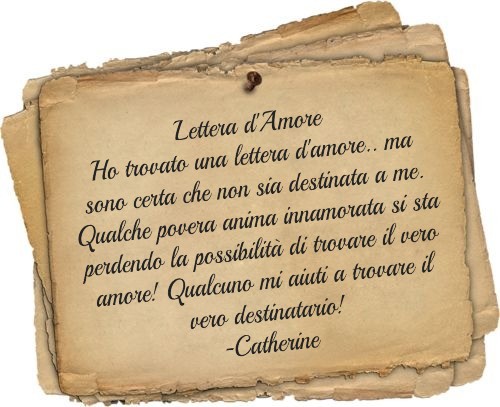 Lettera d'Amore
Ho trovato una lettera d'amore.. ma
sono certa che non sia destinata a me.
Qualche povera anima innamorata si sta
perdendo la possibilità di trovare il vero
amore! Qualcuno mi aiuti a trovare il
vero destinatario!
-Catherine